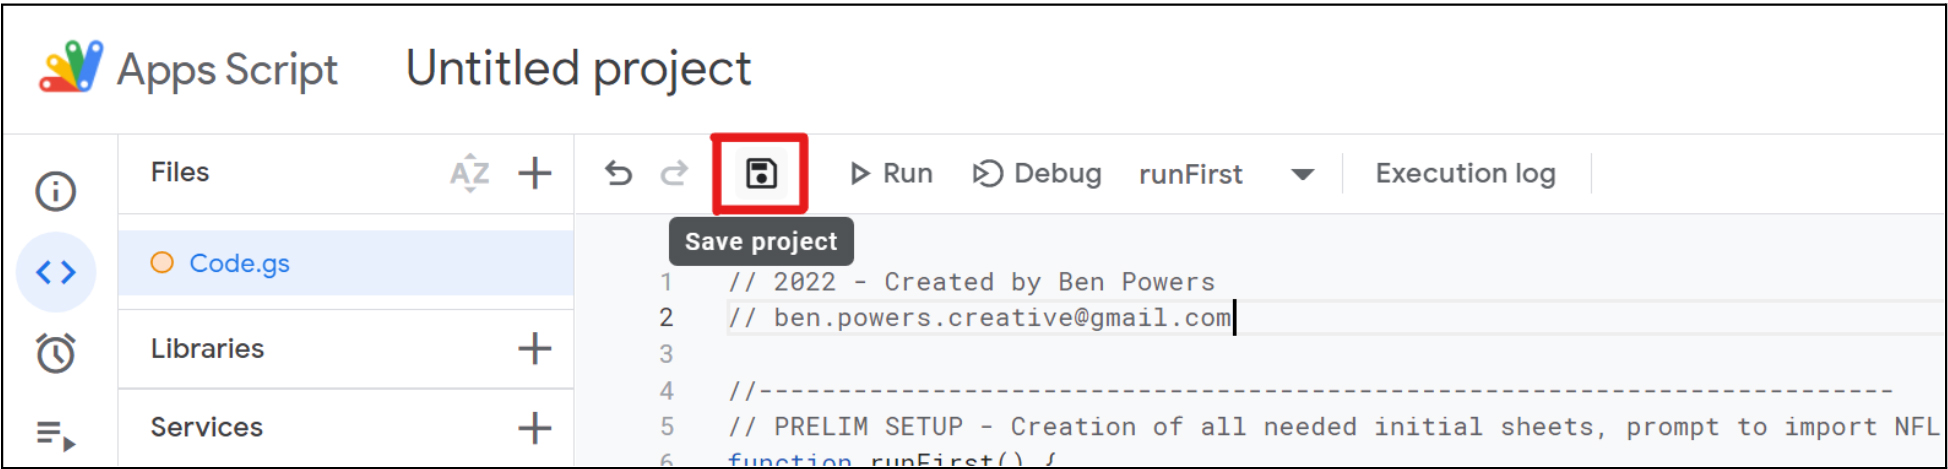 Apps Script Untitled project
Files AZ
Run Debug runFirst Execution log
Save project
Code.gs
1 // 2022 - Created by Ben Powers
2 // ben.powers.creative@gmail.com
Libraries
3
4 //------------------------------------------------------------------------
5 // PRELIM SETUP - Creation of all needed initial sheets, prompt to import NFL
Services
6 function runFirst() {